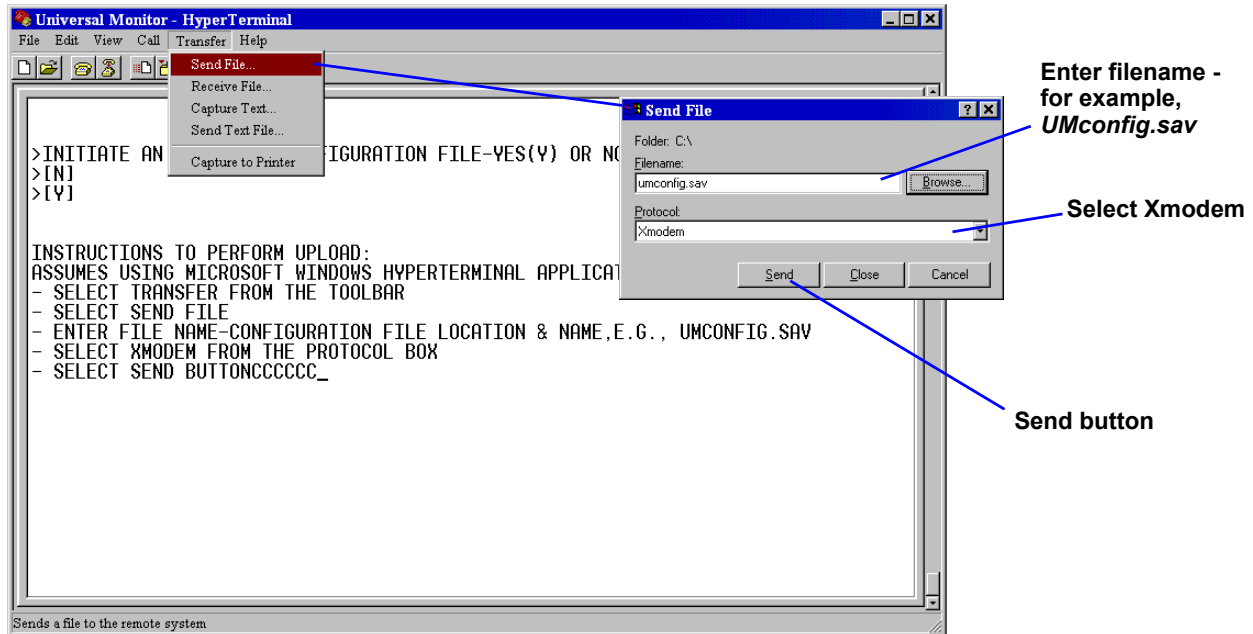 Universal Monitor - HyperTerminal
File Edit View Call Transfer Help
Send File...
Receive File...
Capture Text...
Send Text File...
Capture to Printer
>INITIATE AN IGURATION FILE-YES(Y) OR NO
>[N]
>[Y]
INSTRUCTIONS TO PERFORM UPLOAD:
ASSUMES USING MICROSOFT WINDOWS HYPERTERMINAL APPLICAT
- SELECT TRANSFER FROM THE TOOLBAR
- SELECT SEND FILE
- ENTER FILE NAME-CONFIGURATION FILE LOCATION & NAME,E.G., UMCONFIG.SAV
- SELECT XMODEM FROM THE PROTOCOL BOX
- SELECT SEND BUTTONCCCCCC_
Sends a file to the remote system
Send File
Folder: C:\
Filename:
umconfig.sav
Browse...
Protocol:
Xmodem
Send Close Cancel
Enter filename -
for example,
UMconfig.sav
Select Xmodem
Send button